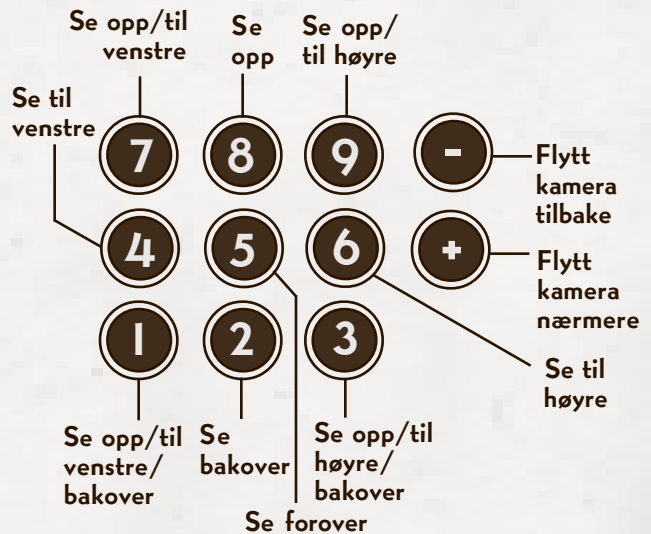 Se opp/til
venstre
Se
opp
Se opp/
til høyre
Se til
venstre
7
8
9
-
Flytt
kamera
tilbake
4
5
6
+
Flytt
kamera
nærmere
1
2
3
Se til
høyre
Se opp/til
venstre/
bakover
Se
bakover
Se opp/til
høyre/
bakover
Se forover